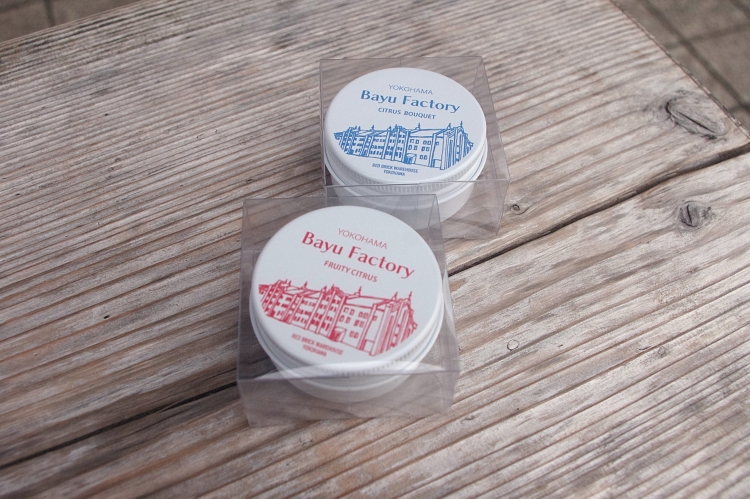 YOKOHAMA
Bayu Factory
CITRUS BOUQUET
RED BRICK WAREHOUSE
YOKOHAMA
YOKOHAMA
Bayu Factory
FRUITY CITRUS
RED BRICK WAREHOUSE
YOKOHAMA